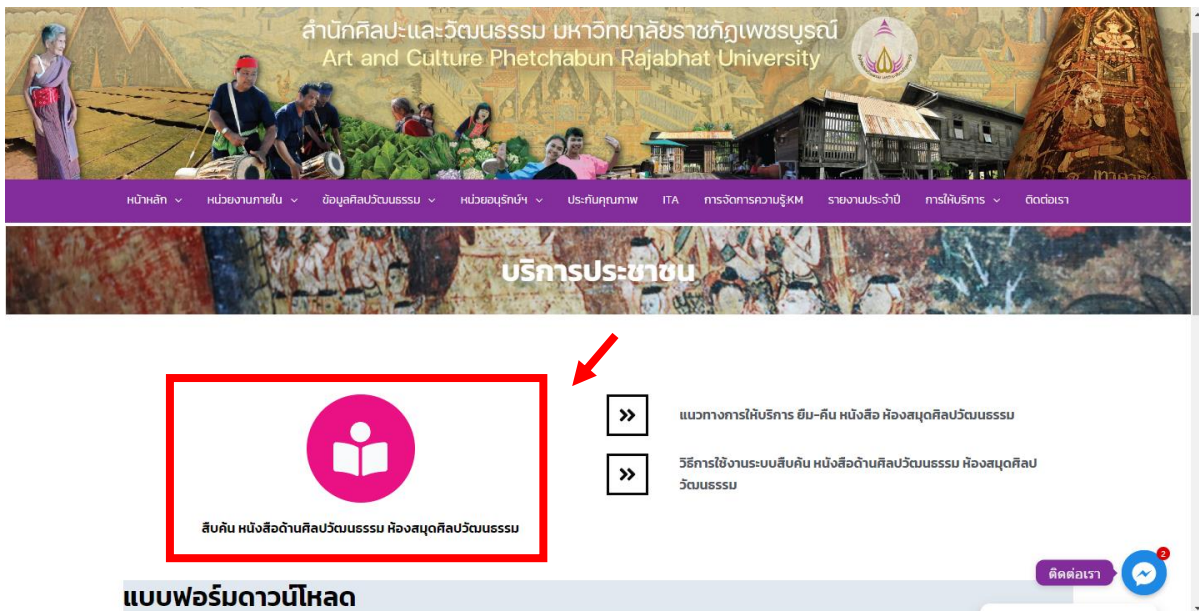 สำนักศิลปะและวัฒนธรรม มหาวิทยาลัยราชภัฏเพชรบูรณ์
Art and Culture Phetchabun Rajabhat University
หน้าหลัก หน่วยงานภายใน ข้อมูลศิลปวัฒนธรรม หน่วยอนุรักษ์ฯ ประกันคุณภาพ ITA การจัดการความรู้KM รายงานประจำปี การให้บริการ ติดต่อเรา
บริการประชาชน
แนวทางการให้บริการ ยืม-คืน หนังสือ ห้องสมุดศิลปวัฒนธรรม
วิธีการใช้งานระบบสืบค้น หนังสือด้านศิลปวัฒนธรรม ห้องสมุดศิลป
วัฒนธรรม
สืบค้น หนังสือด้านศิลปวัฒนธรรม ห้องสมุดศิลปวัฒนธรรม
ติดต่อเรา
2
แบบฟอร์มดาวน์โหลด